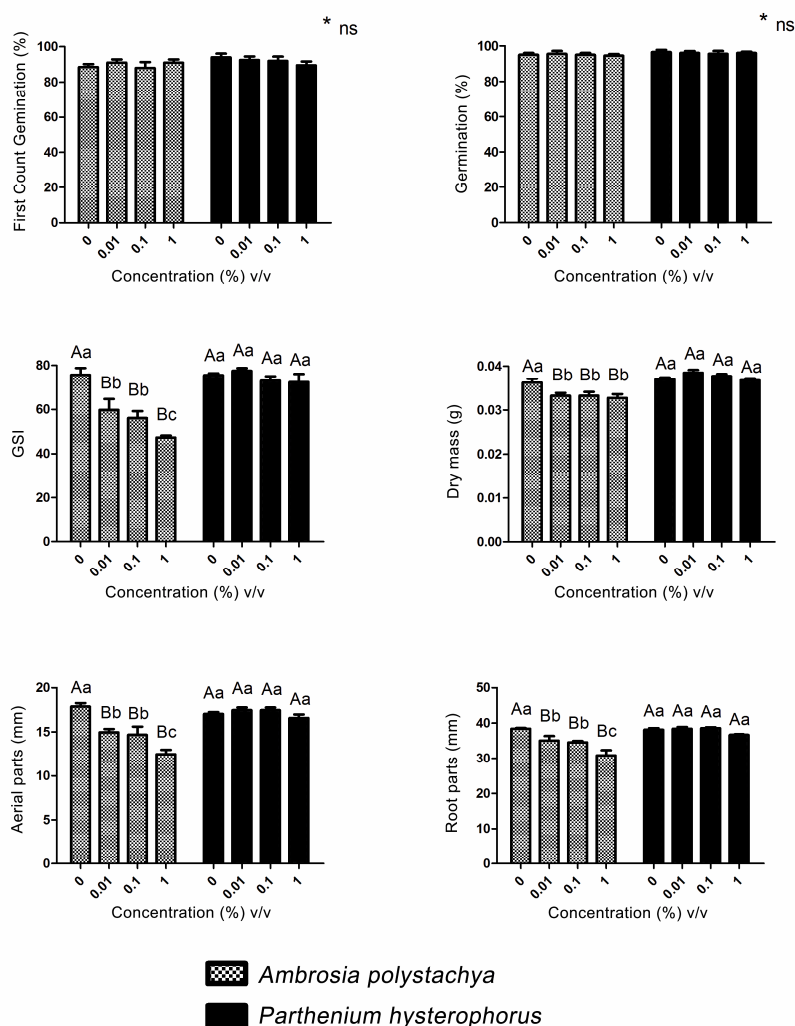 * ns
First Count Gemination (%)
100
80
60
40
20
0
0 0.01 0.1 1 0 0.01 0.1 1
Concentration (%) v/v
* ns
Germination (%)
100
80
60
40
20
0
0 0.01 0.1 1 0 0.01 0.1 1
Concentration (%) v/v
GSI
80
60
40
20
0
Aa Bb Bb Bc Aa Aa Aa Aa
0 0.01 0.1 1 0 0.01 0.1 1
Concentration (%) v/v
Dry mass (g)
0.04
0.03
0.02
0.01
0.00
Aa Bb Bb Bb Aa Aa Aa Aa
0 0.01 0.1 1 0 0.01 0.1 1
Concentration (%) v/v
Aerial parts (mm)
20
15
10
5
0
Aa Bb Bb Bc Aa Aa Aa Aa
0 0.01 0.1 1 0 0.01 0.1 1
Concentration (%) v/v
Root parts (mm)
50
40
30
20
10
0
Aa Bb Bb Bc Aa Aa Aa Aa
0 0.01 0.1 1 0 0.01 0.1 1
Concentration (%) v/v
Ambrosia polystachya
Parthenium hysterophorus